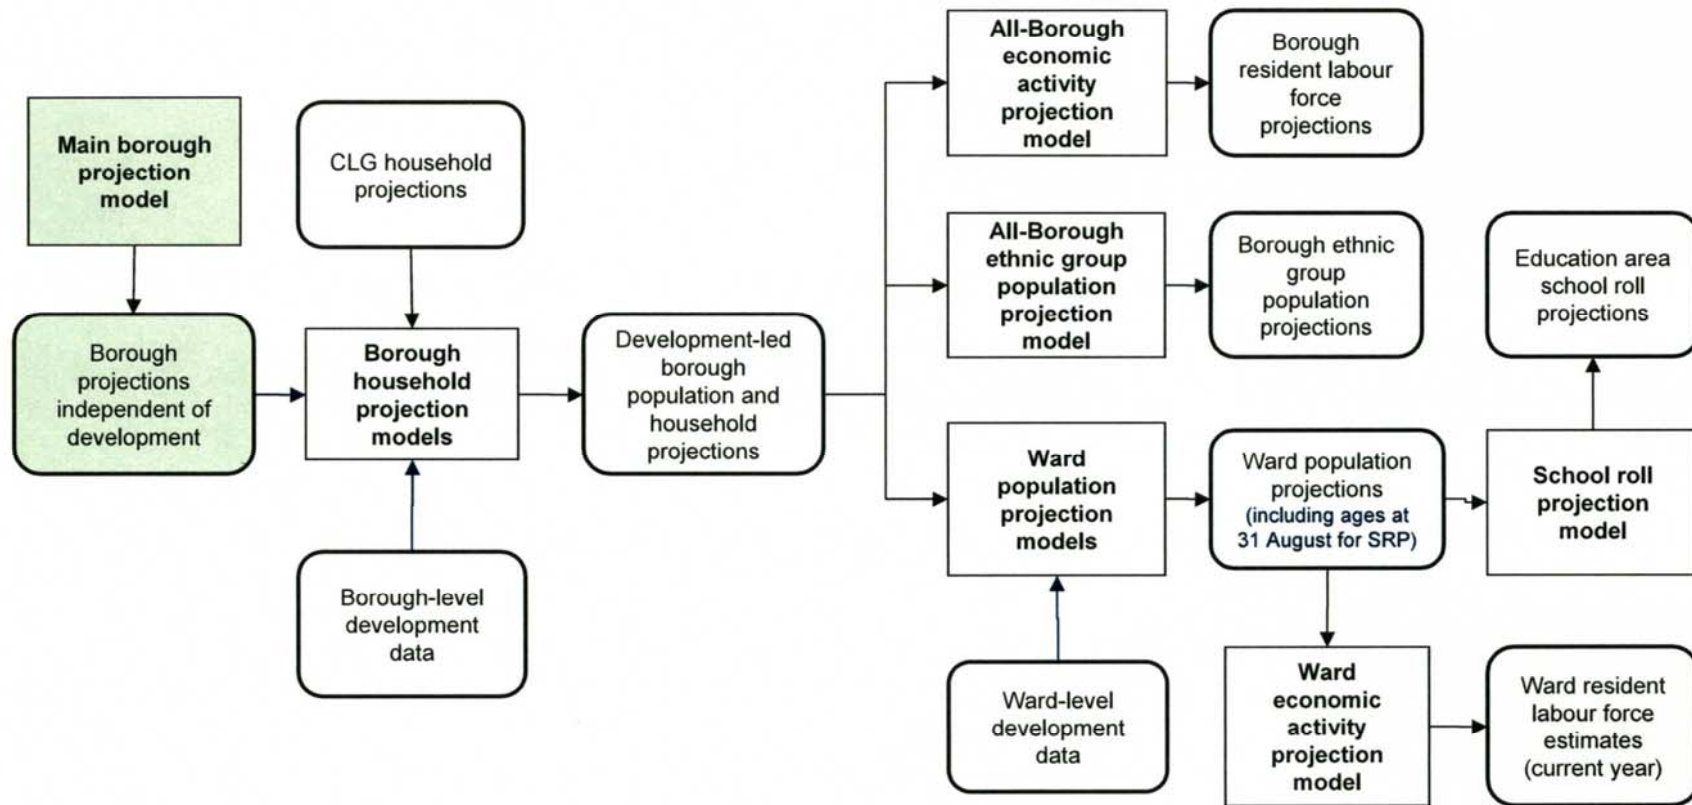 Main borough
projection
model
Borough
projections
independent of
development
CLG household
projections
Borough
household
projection
models
Borough-level
development
data
Development-led
borough
population and
household
projections
All-Borough
economic
activity
projection
model
Borough
resident labour
force
projections
All-Borough
ethnic group
population
projection
model
Borough ethnic
group
population
projections
Ward
population
projection
models
Ward-level
development
data
Ward population
projections
(including ages at
31 August for SRP)
Education area
school roll
projections
School roll
projection
model
Ward
economic
activity
projection
model
Ward resident
labour force
estimates
(current year)